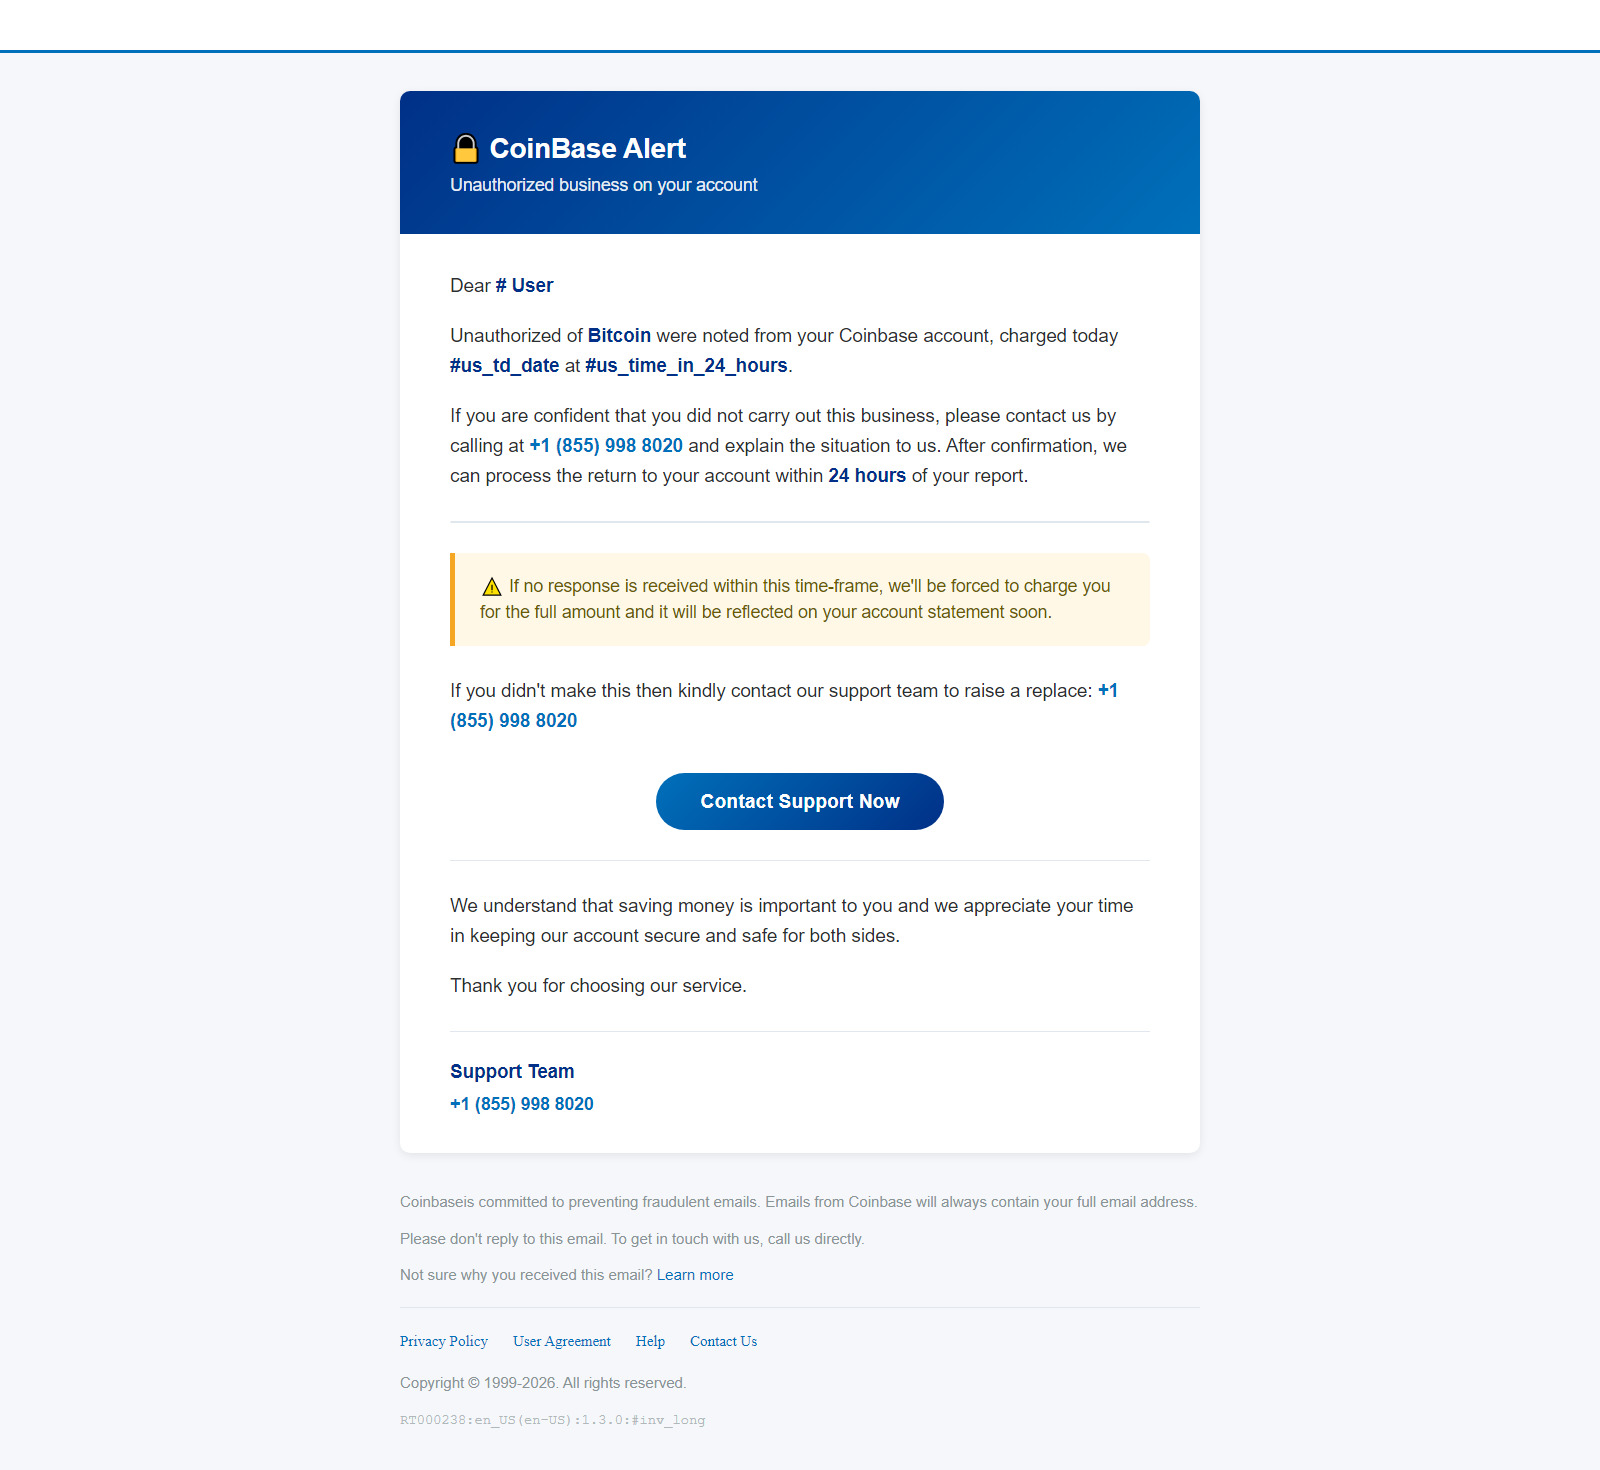 🔒 CoinBase Alert
Unauthorized business on your account
Dear # User
Unauthorized of Bitcoin were noted from your Coinbase account, charged today
#us_td_date at #us_time_in_24_hours.
If you are confident that you did not carry out this business, please contact us by
calling at +1 (855) 998 8020 and explain the situation to us. After confirmation, we
can process the return to your account within 24 hours of your report.
⚠ If no response is received within this time-frame, we'll be forced to charge you
for the full amount and it will be reflected on your account statement soon.
If you didn't make this then kindly contact our support team to raise a replace: +1
(855) 998 8020
Contact Support Now
We understand that saving money is important to you and we appreciate your time
in keeping our account secure and safe for both sides.
Thank you for choosing our service.
Support Team
+1 (855) 998 8020
Coinbaseis committed to preventing fraudulent emails. Emails from Coinbase will always contain your full email address.
Please don't reply to this email. To get in touch with us, call us directly.
Not sure why you received this email? Learn more
Privacy Policy User Agreement Help Contact Us
Copyright © 1999-2026. All rights reserved.
RT000238:en_US(en-US):1.3.0:#inv_long